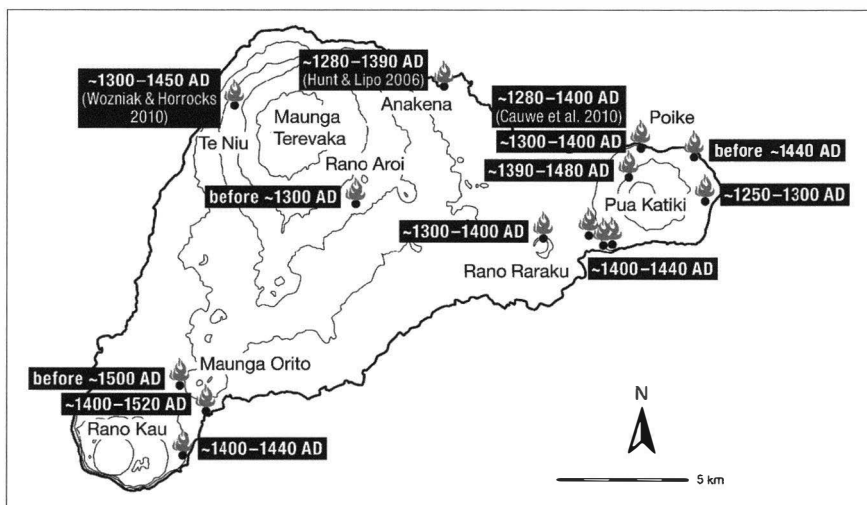 ~1300–1450 AD
(Wozniak & Horrocks
2010)
~1280–1390 AD
(Hunt & Lipo 2006)
Anakena
~1280–1400 AD
(Cauwe et al. 2010)
~1300–1400 AD
Poike
before ~1440 AD
Te Niu
Maunga
Terevaka
Rano Aroi
~1390–1480 AD
before ~1300 AD
Pua Katiki
~1250–1300 AD
~1300–1400 AD
Rano Raraku
~1400–1440 AD
Maunga Orito
before ~1500 AD
~1400–1520 AD
Rano Kau
~1400–1440 AD
N
5 km